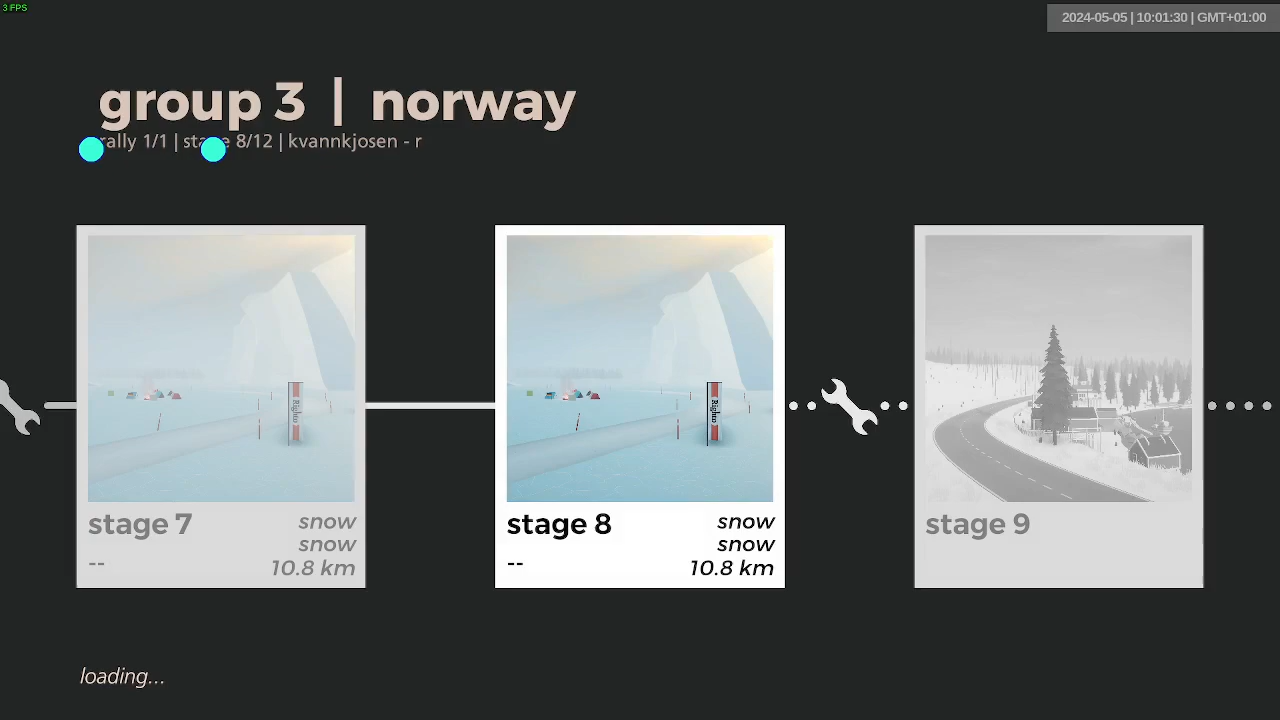 3 FPS
2024-05-05 | 10:01:30 | GMT+01:00
group 3 | norway
rally 1/1 | stage 8/12 | kvannkjosen - r
Rightio
Rightio
stage 7
snow
snow
--
10.8 km
stage 8
snow
snow
--
10.8 km
stage 9
loading...